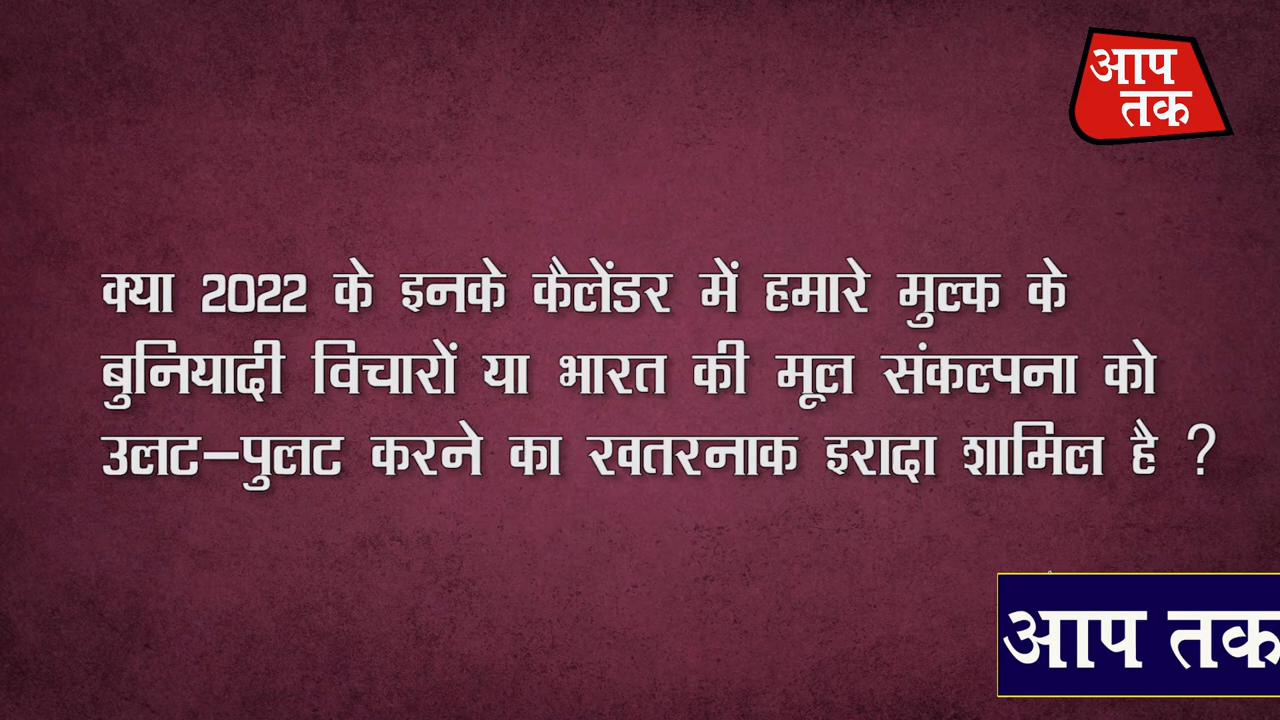 आप
तक
क्या 2022 के इनके कैलेंडर में हमारे मुल्क के
बुनियादी विचारों या भारत की मूल संकल्पना को
उलट-पुलट करने का खतरनाक इरादा शामिल है ?
आप तक